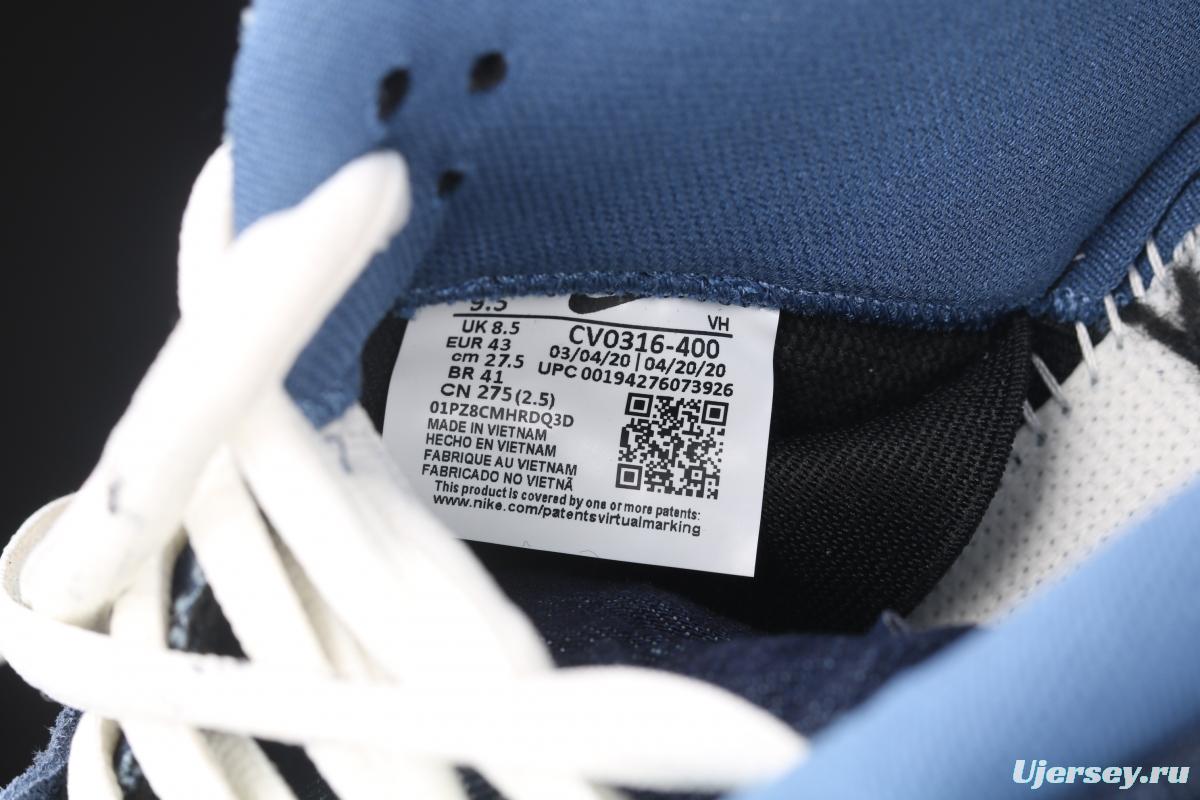 9.5
VH
UK 8.5
EUR 43
cm 27.5
BR 41
CN 275 (2.5)
CV0316-400
03/04/20 | 04/20/20
UPC 00194276073926
01PZ8CMHRDQ3D
MADE IN VIETNAM
HECHO EN VIETNAM
FABRIQUE AU VIETNAM
FABRICADO NO VIETNÃ
This product is covered by one or more patents:
www.nike.com/patentsvirtualmarking
Ujersey.ru